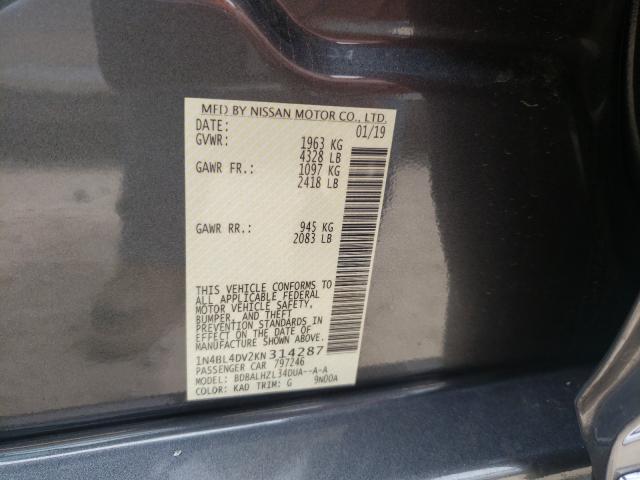 MFD BY NISSAN MOTOR CO., LTD.
DATE: 01/19
GVWR: 1963 KG
4328 LB
GAWR FR.: 1097 KG
2418 LB
GAWR RR.: 945 KG
2083 LB
THIS VEHICLE CONFORMS TO
ALL APPLICABLE FEDERAL
MOTOR VEHICLE SAFETY,
BUMPER, AND THEFT
PREVENTION STANDARDS IN
EFFECT ON THE DATE OF
MANUFACTURE SHOWN ABOVE.
1N4BL4DV2KN314287
PASSENGER CAR 797246
MODEL: BDBALHZL34DUA--A-A
COLOR: KAD TRIM: G 9N00A